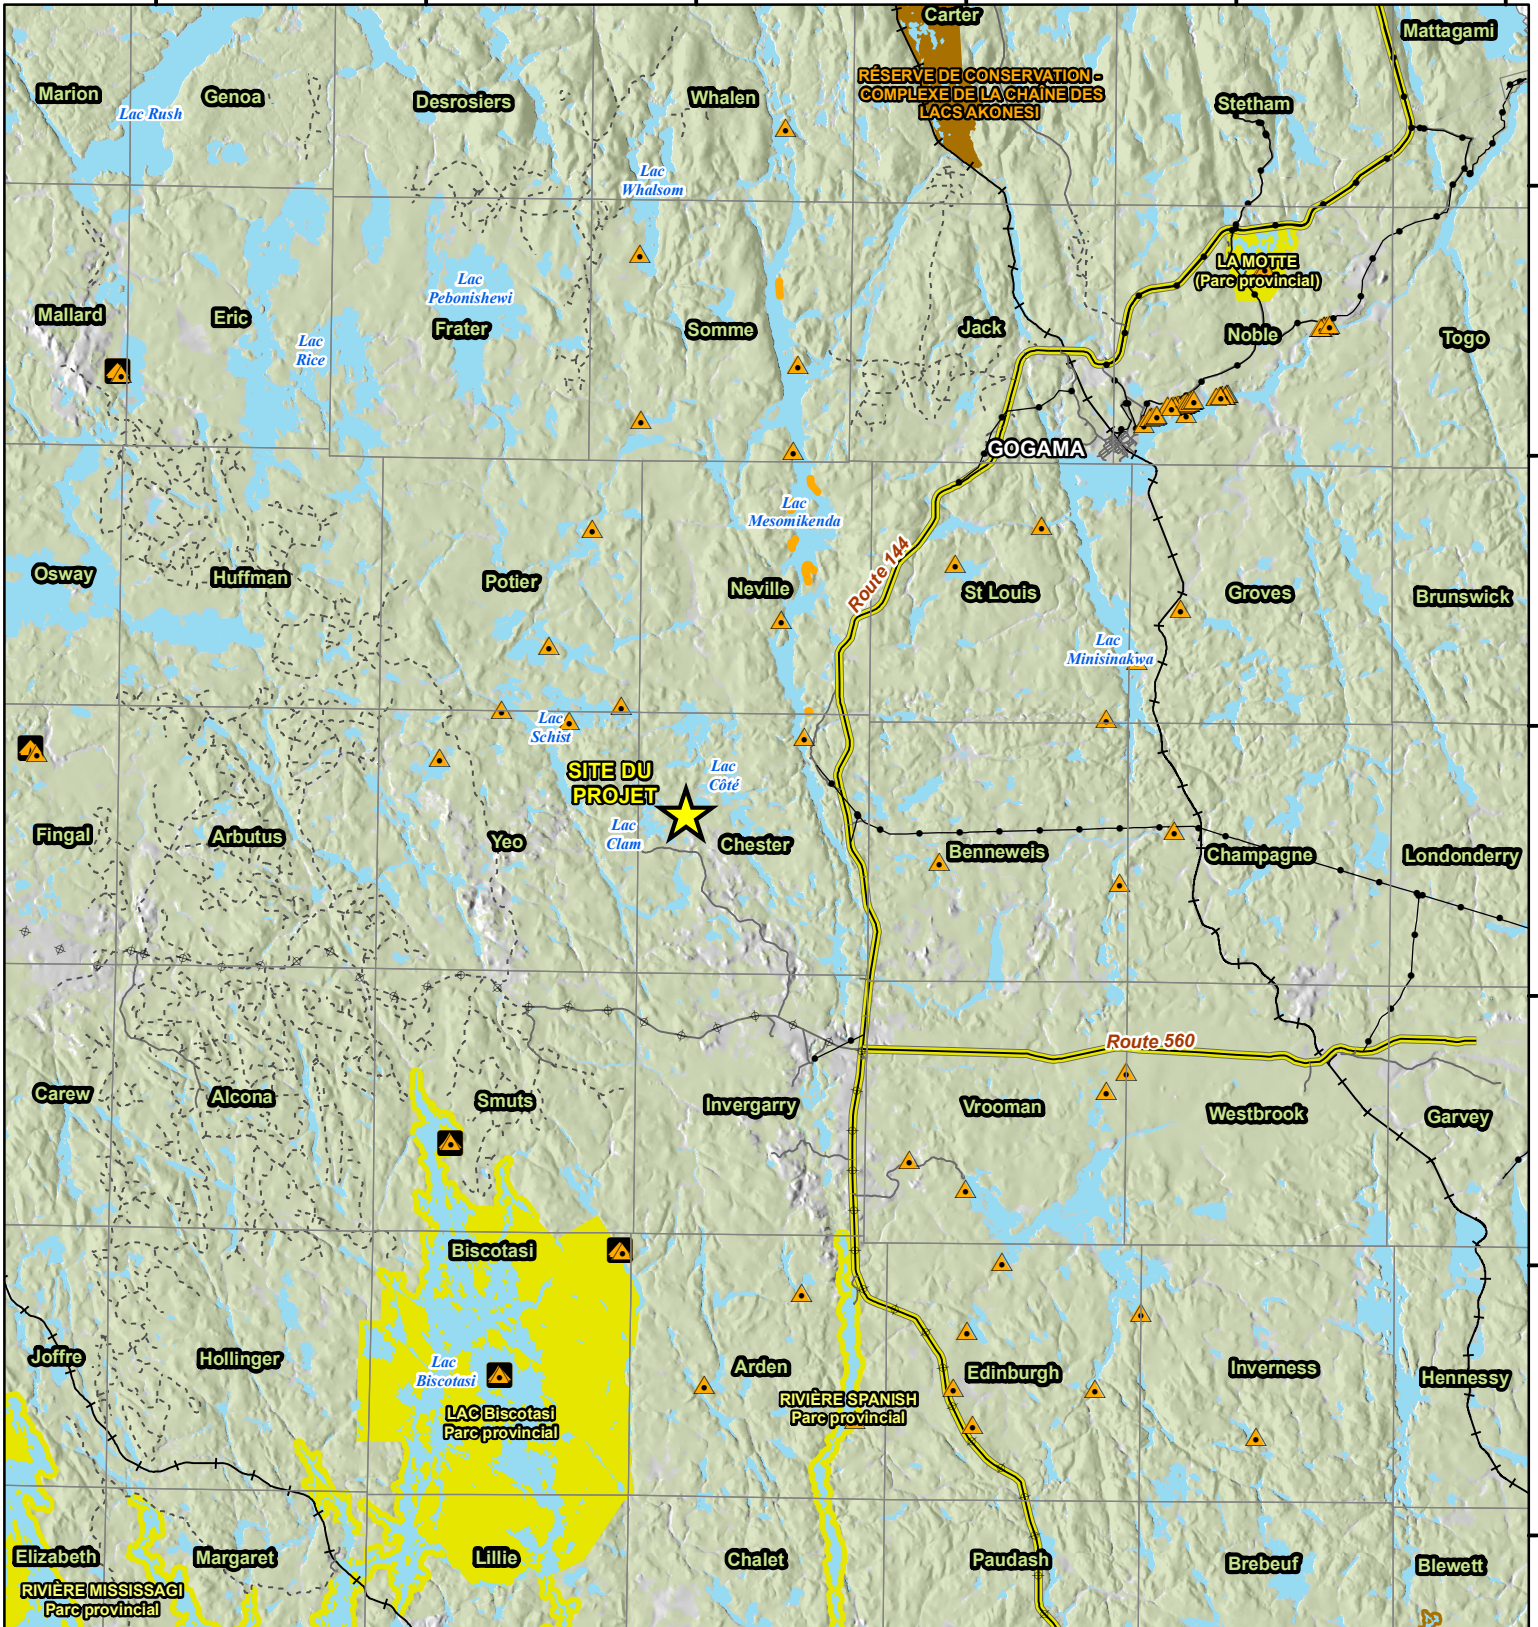 Carter
Mattagami
Marion
Genoa
Desrosiers
Whalen
RÉSERVE DE CONSERVATION -
COMPLEXE DE LA CHAÎNE DES
LACS AKONESI
Stetham
Lac Rush
Lac
Whalsom
LA MOTTE
(Parc provincial)
Mallard
Eric
Lac
Pebonishewi
Frater
Somme
Jack
Noble
Togo
Lac
Rice
GOGAMA
Lac
Mesomikenda
Osway
Huffman
Potier
Neville
Route 144
St Louis
Groves
Brunswick
Lac
Minisinakwa
Lac
Schist
SITE DU
PROJET
Lac
Côté
Fingal
Arbutus
Yeo
Lac
Clam
Chester
Benneweis
Champagne
Londonderry
Route 560
Carew
Alcona
Smuts
Invergarry
Vrooman
Westbrook
Garvey
Biscotasi
Joffre
Hollinger
Lac
Biscotasi
Arden
Edinburgh
Inverness
Hennessy
LAC Biscotasi
Parc provincial
RIVIÈRE SPANISH
Parc provincial
Elizabeth
Margaret
Lillie
Chalet
Paudash
Brebeuf
Blewett
RIVIÈRE MISSISSAGI
Parc provincial